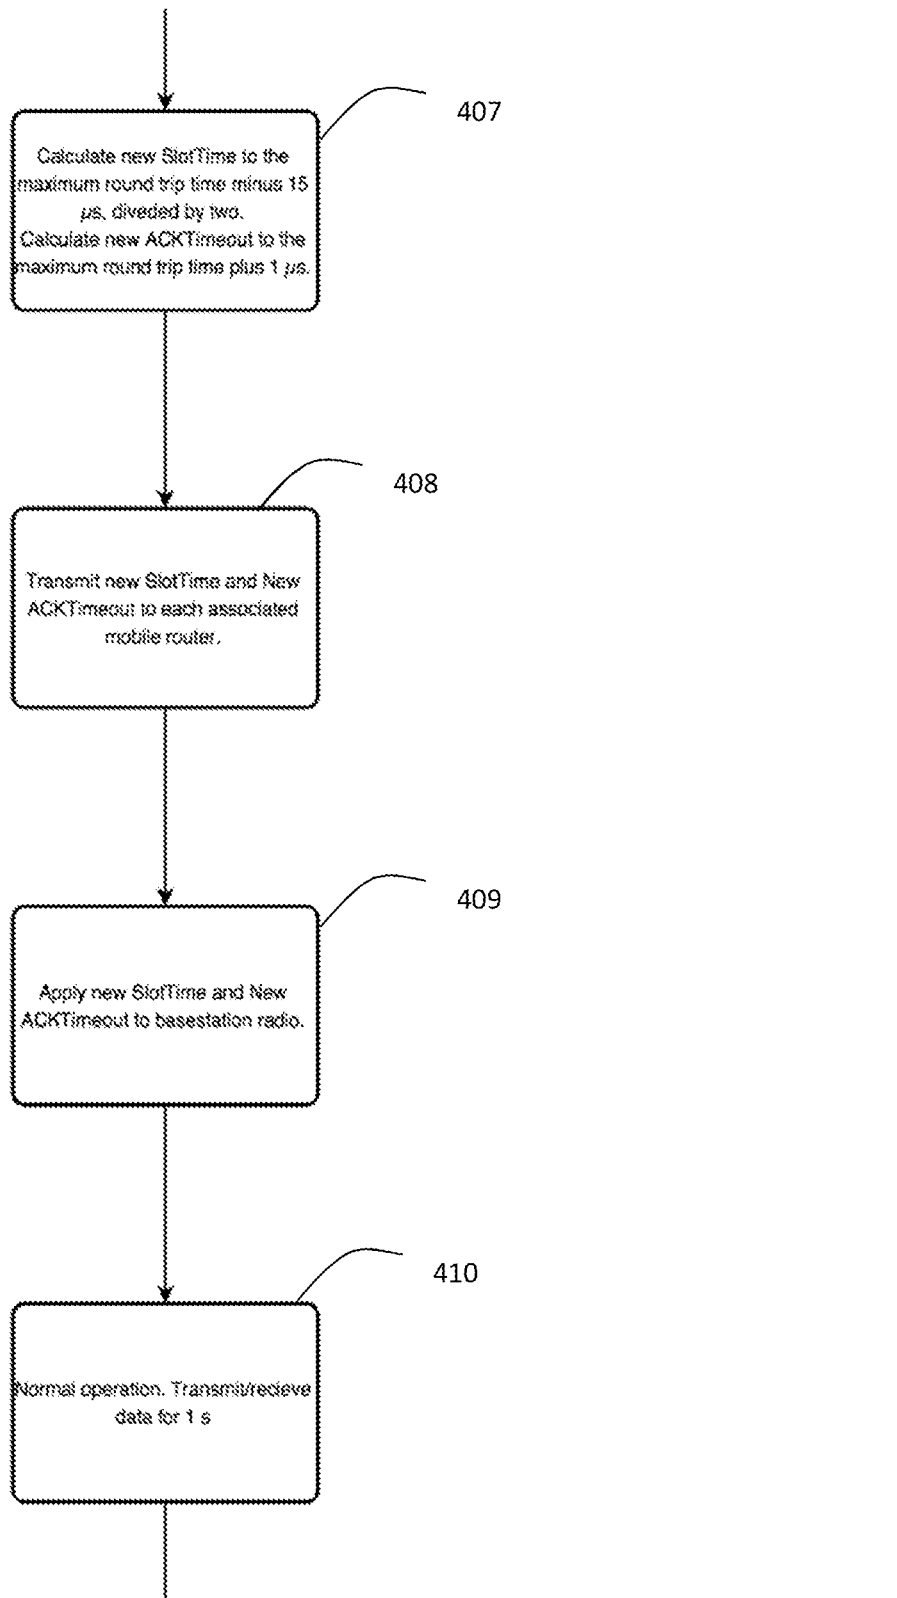 407
Calculate new SlotTime to the
maximum round trip time minus 15
µs, diveded by two.
Calculate new ACKTimeout to the
maximum round trip time plus 1 µs.
408
Transmit new SlotTime and New
ACKTimeout to each associated
mobile router.
409
Apply new SlotTime and New
ACKTimeout to basestation radio.
410
Normal operation. Transmit/recieve
data for 1 s